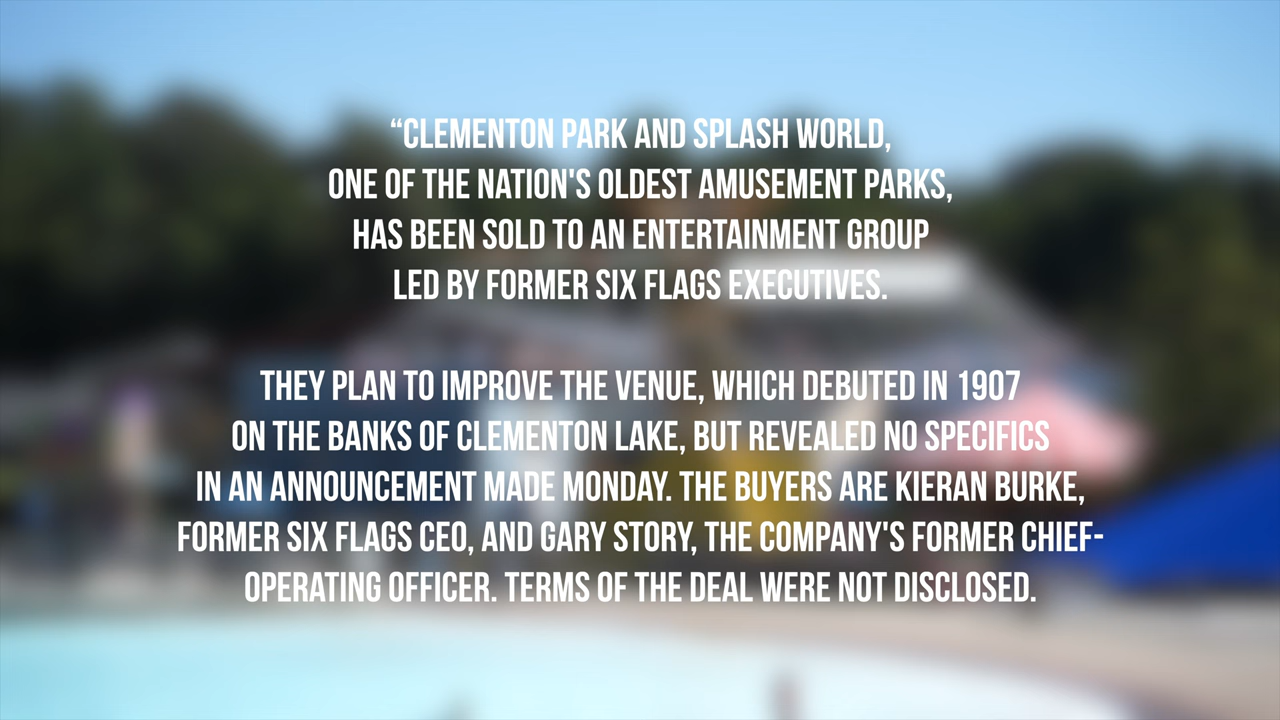 “CLEMENTON PARK AND SPLASH WORLD,
ONE OF THE NATION'S OLDEST AMUSEMENT PARKS,
HAS BEEN SOLD TO AN ENTERTAINMENT GROUP
LED BY FORMER SIX FLAGS EXECUTIVES.
THEY PLAN TO IMPROVE THE VENUE, WHICH DEBUTED IN 1907
ON THE BANKS OF CLEMENTON LAKE, BUT REVEALED NO SPECIFICS
IN AN ANNOUNCEMENT MADE MONDAY. THE BUYERS ARE KIERAN BURKE,
FORMER SIX FLAGS CEO, AND GARY STORY, THE COMPANY'S FORMER CHIEF-
OPERATING OFFICER. TERMS OF THE DEAL WERE NOT DISCLOSED.